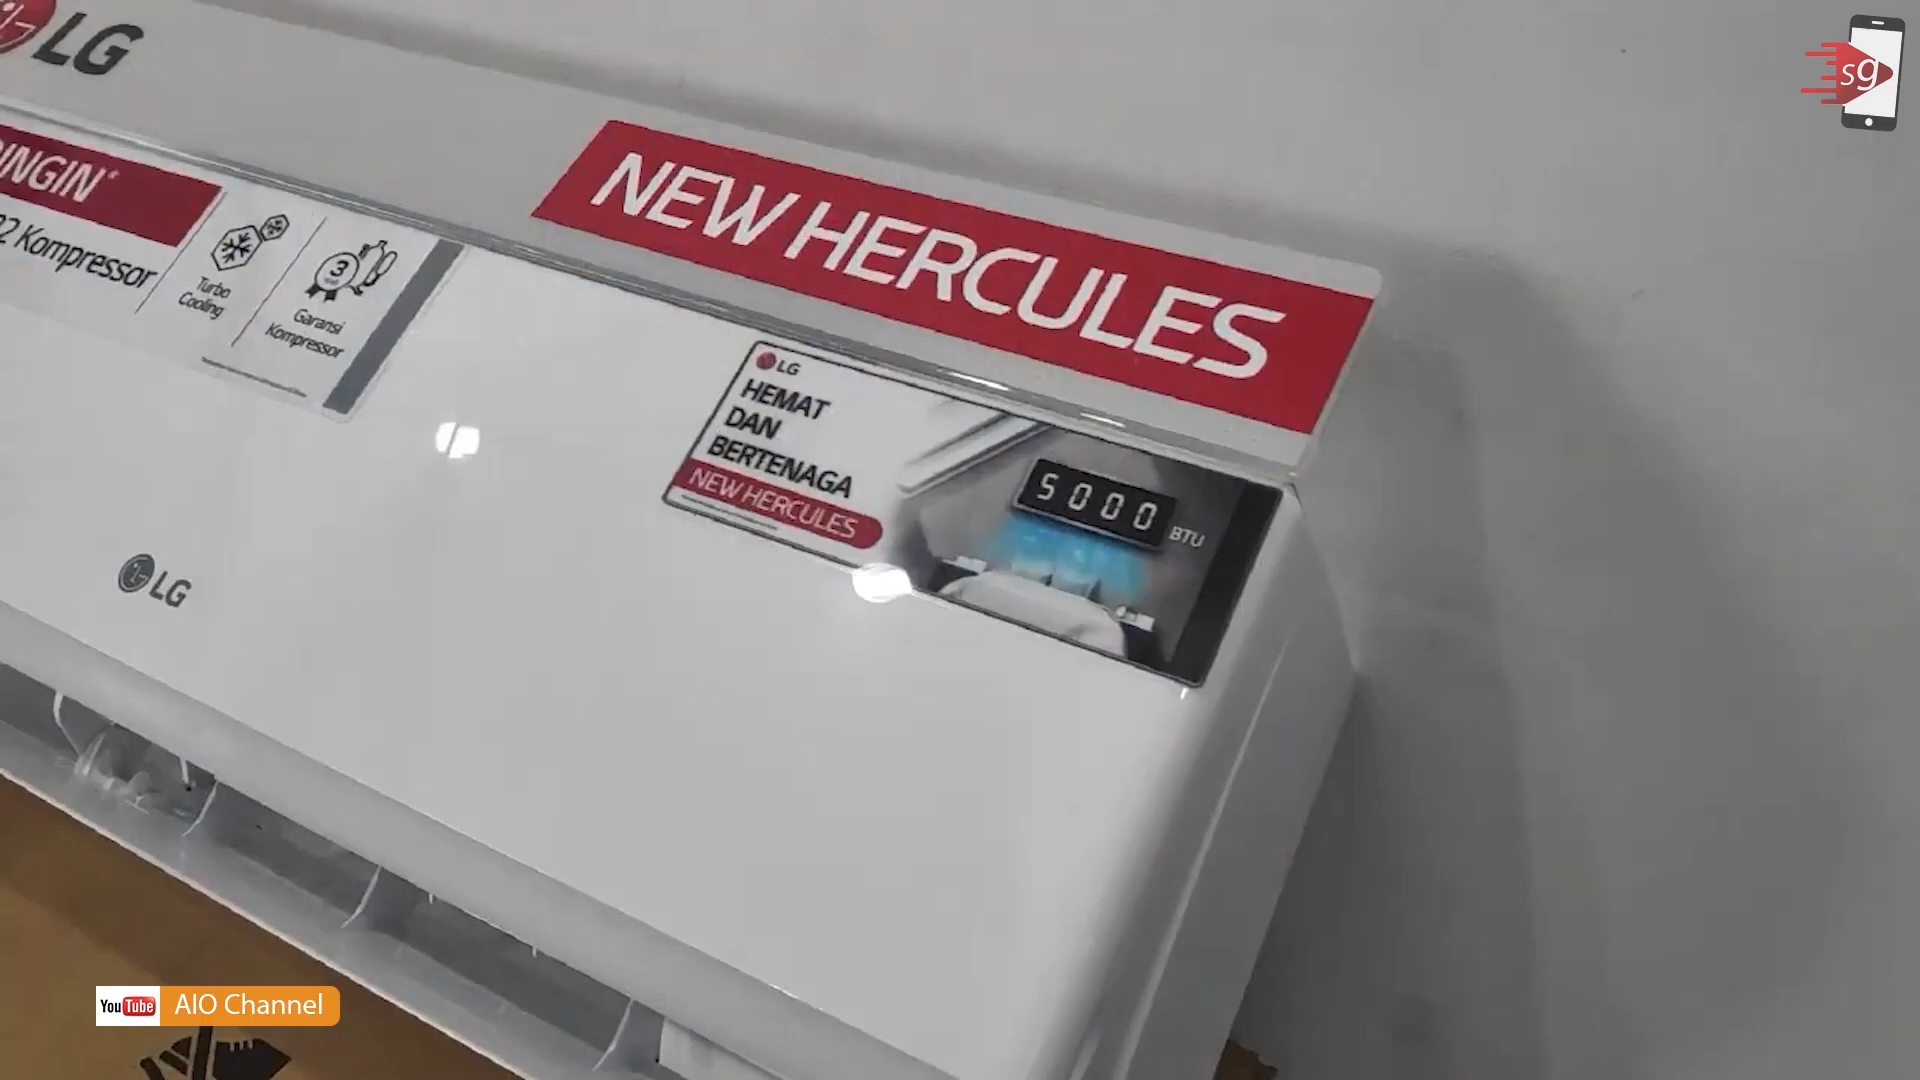 LG
NEW HERCULES
DINGIN*
32 Kompressor
Turbo
Cooling
3
Garansi
Kompressor
LG
HEMAT
DAN
BERTENAGA
NEW HERCULES
5000
BTU
LG
sg
YouTube
AIO Channel